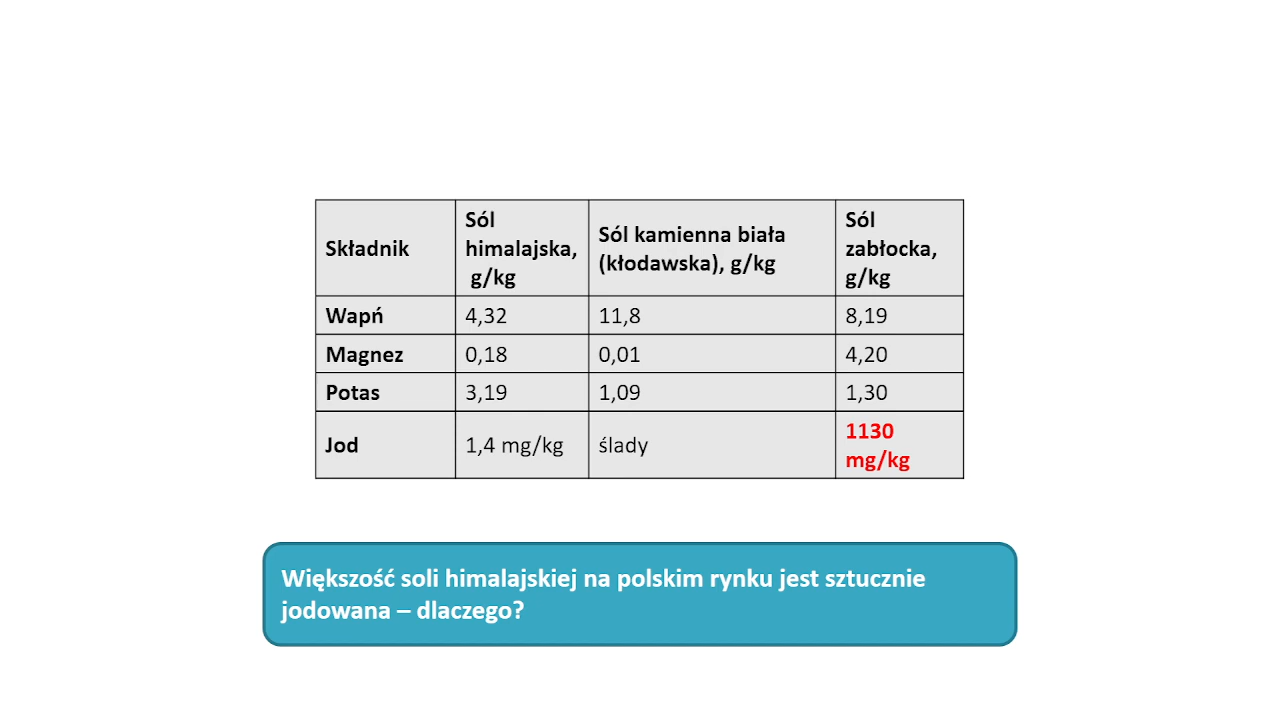 Składnik
Sól
himalajska,
g/kg
Sól kamienna biała
(kłodawska), g/kg
Sól
zabłocka,
g/kg
Wapń 4,32 11,8 8,19
Magnez 0,18 0,01 4,20
Potas 3,19 1,09 1,30
Jod 1,4 mg/kg ślady
1130
mg/kg
Większość soli himalajskiej na polskim rynku jest sztucznie
jodowana – dlaczego?